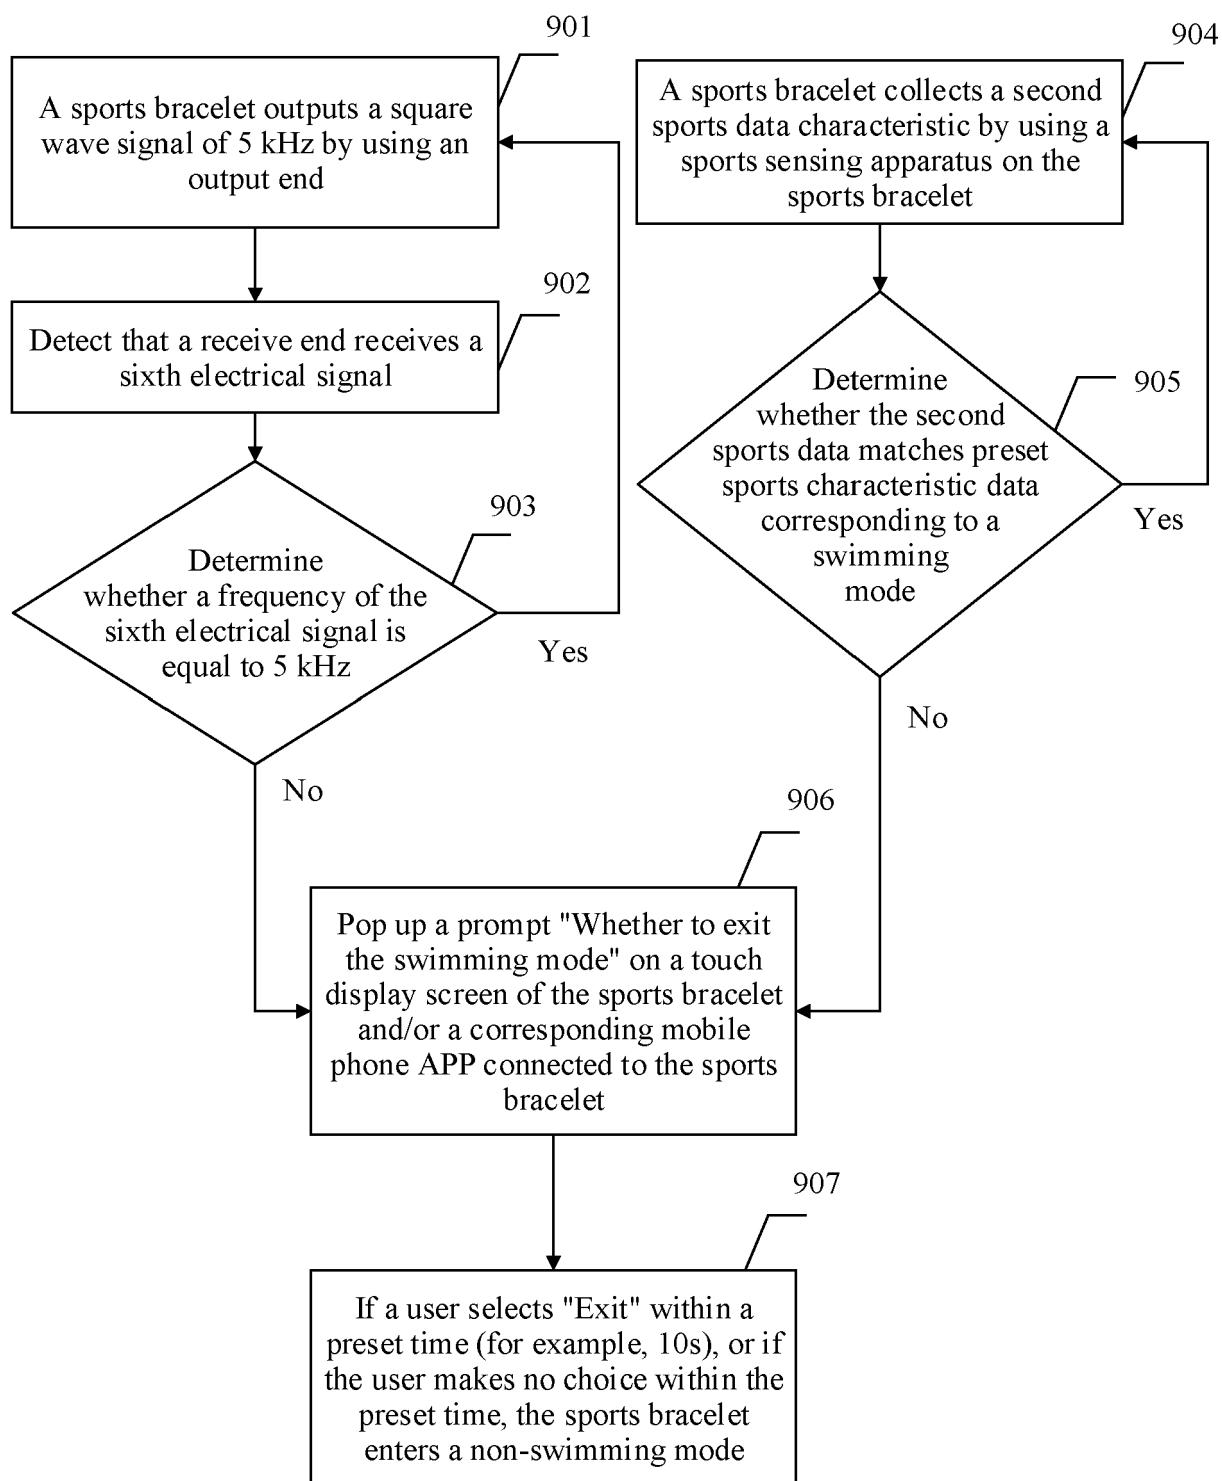 901
A sports bracelet outputs a square
wave signal of 5 kHz by using an
output end
902
Detect that a receive end receives a
sixth electrical signal
903
Determine
whether a frequency of the
sixth electrical signal is
equal to 5 kHz
Yes
No
904
A sports bracelet collects a second
sports data characteristic by using a
sports sensing apparatus on the
sports bracelet
905
Determine
whether the second
sports data matches preset
sports characteristic data
corresponding to a
swimming
mode
Yes
No
906
Pop up a prompt "Whether to exit
the swimming mode" on a touch
display screen of the sports bracelet
and/or a corresponding mobile
phone APP connected to the sports
bracelet
907
If a user selects "Exit" within a
preset time (for example, 10s), or if
the user makes no choice within the
preset time, the sports bracelet
enters a non-swimming mode